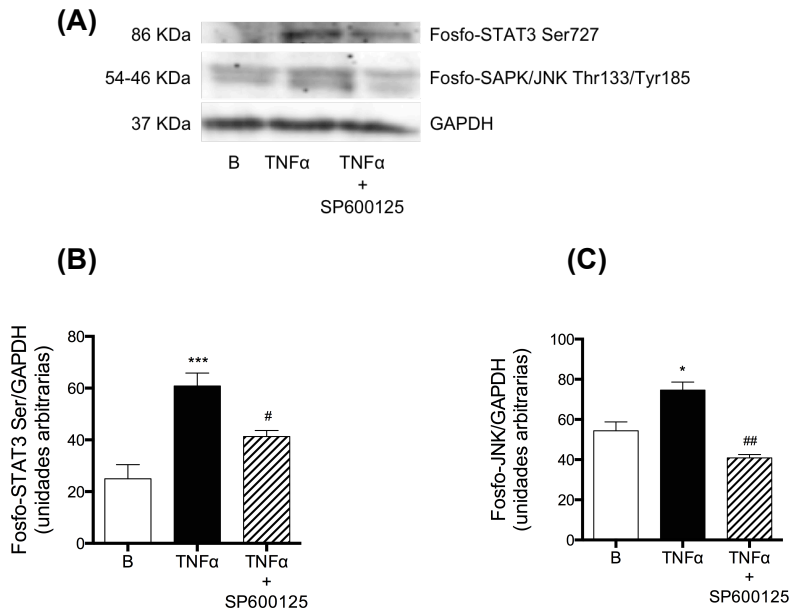 (A)
86 KDa
Fosfo-STAT3 Ser727
54-46 KDa
Fosfo-SAPK/JNK Thr133/Tyr185
37 KDa
GAPDH
B
TNFα
TNFα
+
SP600125
(B)
Fosfo-STAT3 Ser/GAPDH
(unidades arbitrarias)
80
60
40
20
0
***
#
B
TNFα
TNFα
+
SP600125
(C)
Fosfo-JNK/GAPDH
(unidades arbitrarias)
100
80
60
40
20
0
*
##
B
TNFα
TNFα
+
SP600125